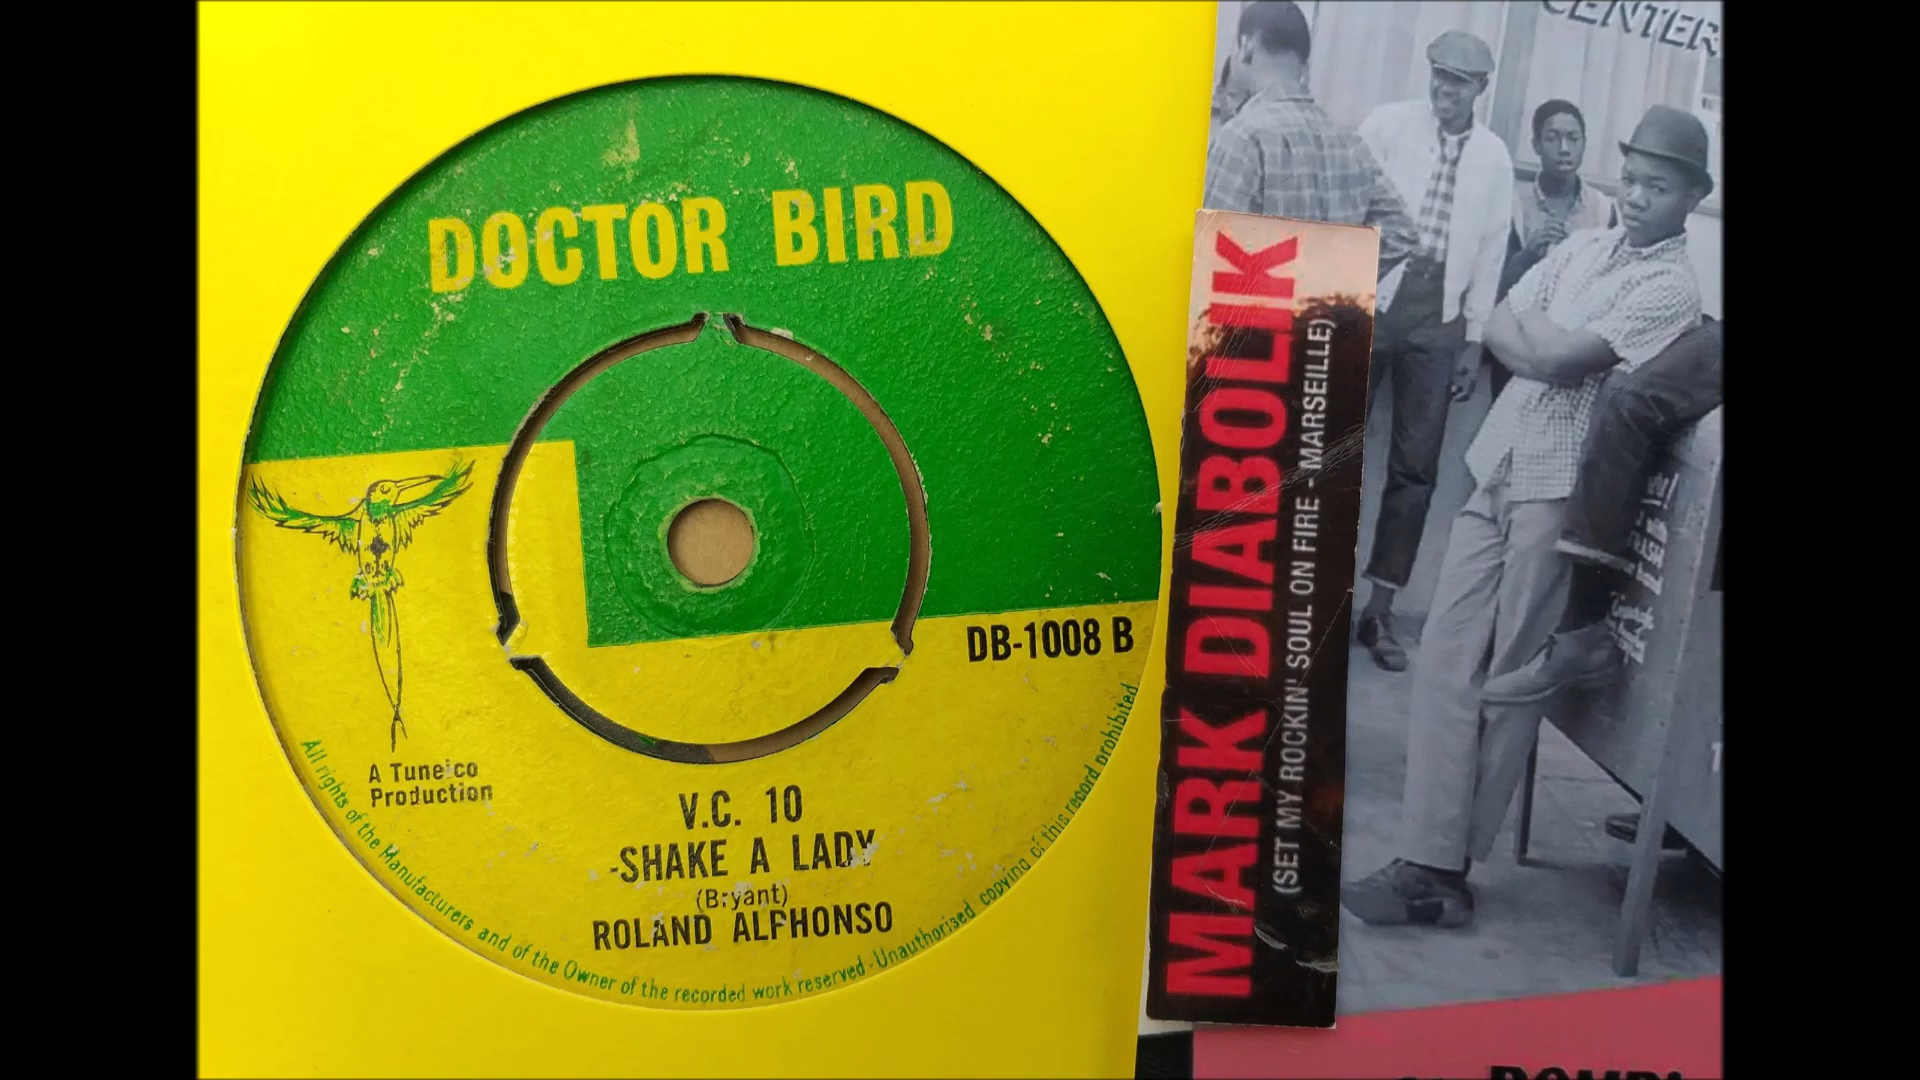 DOCTOR BIRD
DB-1008 B
A Tuneico
Production
V.C. 10
-SHAKE A LADY
(Bryant)
ROLAND ALPHONSO
All rights of the Manufacturers and of the Owner of the recorded work reserved - Unauthorised copying of this record prohibited
MARK DIABOLIK
(SET MY ROCKIN' SOUL ON FIRE - MARSEILLE)
CENTER